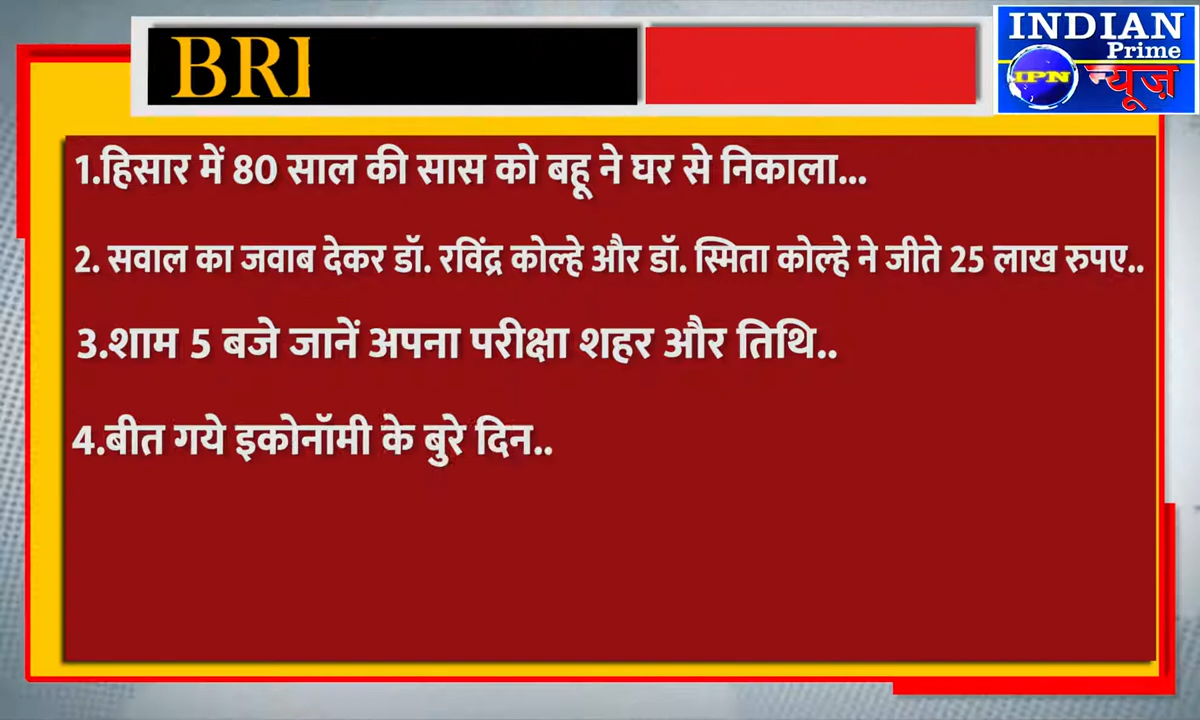 BRI
INDIAN
Prime
IPN न्यूज़
1.हिसार में 80 साल की सास को बहू ने घर से निकाला...
2. सवाल का जवाब देकर डॉ. रविंद्र कोल्हे और डॉ. स्मिता कोल्हे ने जीते 25 लाख रुपए..
3.शाम 5 बजे जानें अपना परीक्षा शहर और तिथि..
4.बीत गये इकोनॉमी के बुरे दिन..